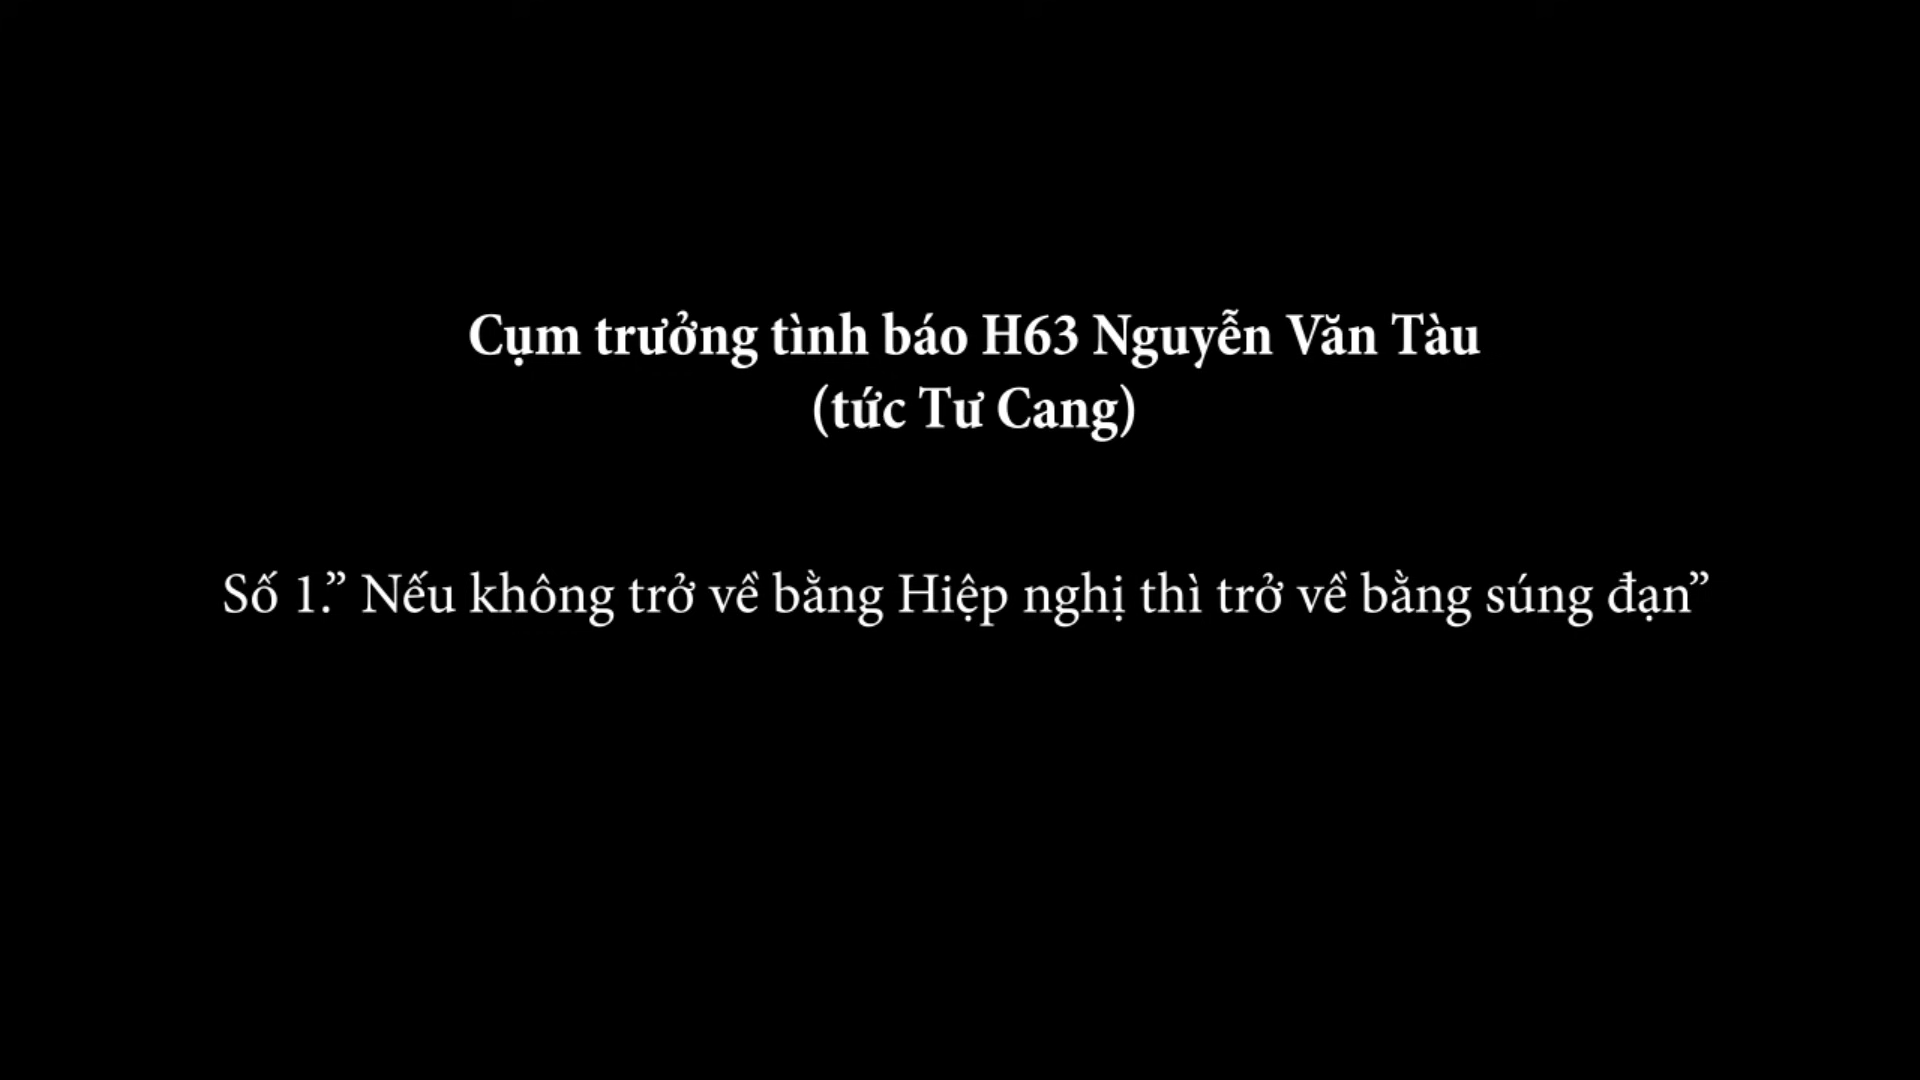 Cụm trưởng tình báo H63 Nguyễn Văn Tàu
(tức Tư Cang)
Số 1.” Nếu không trở về bằng Hiệp nghị thì trở về bằng súng đạn”